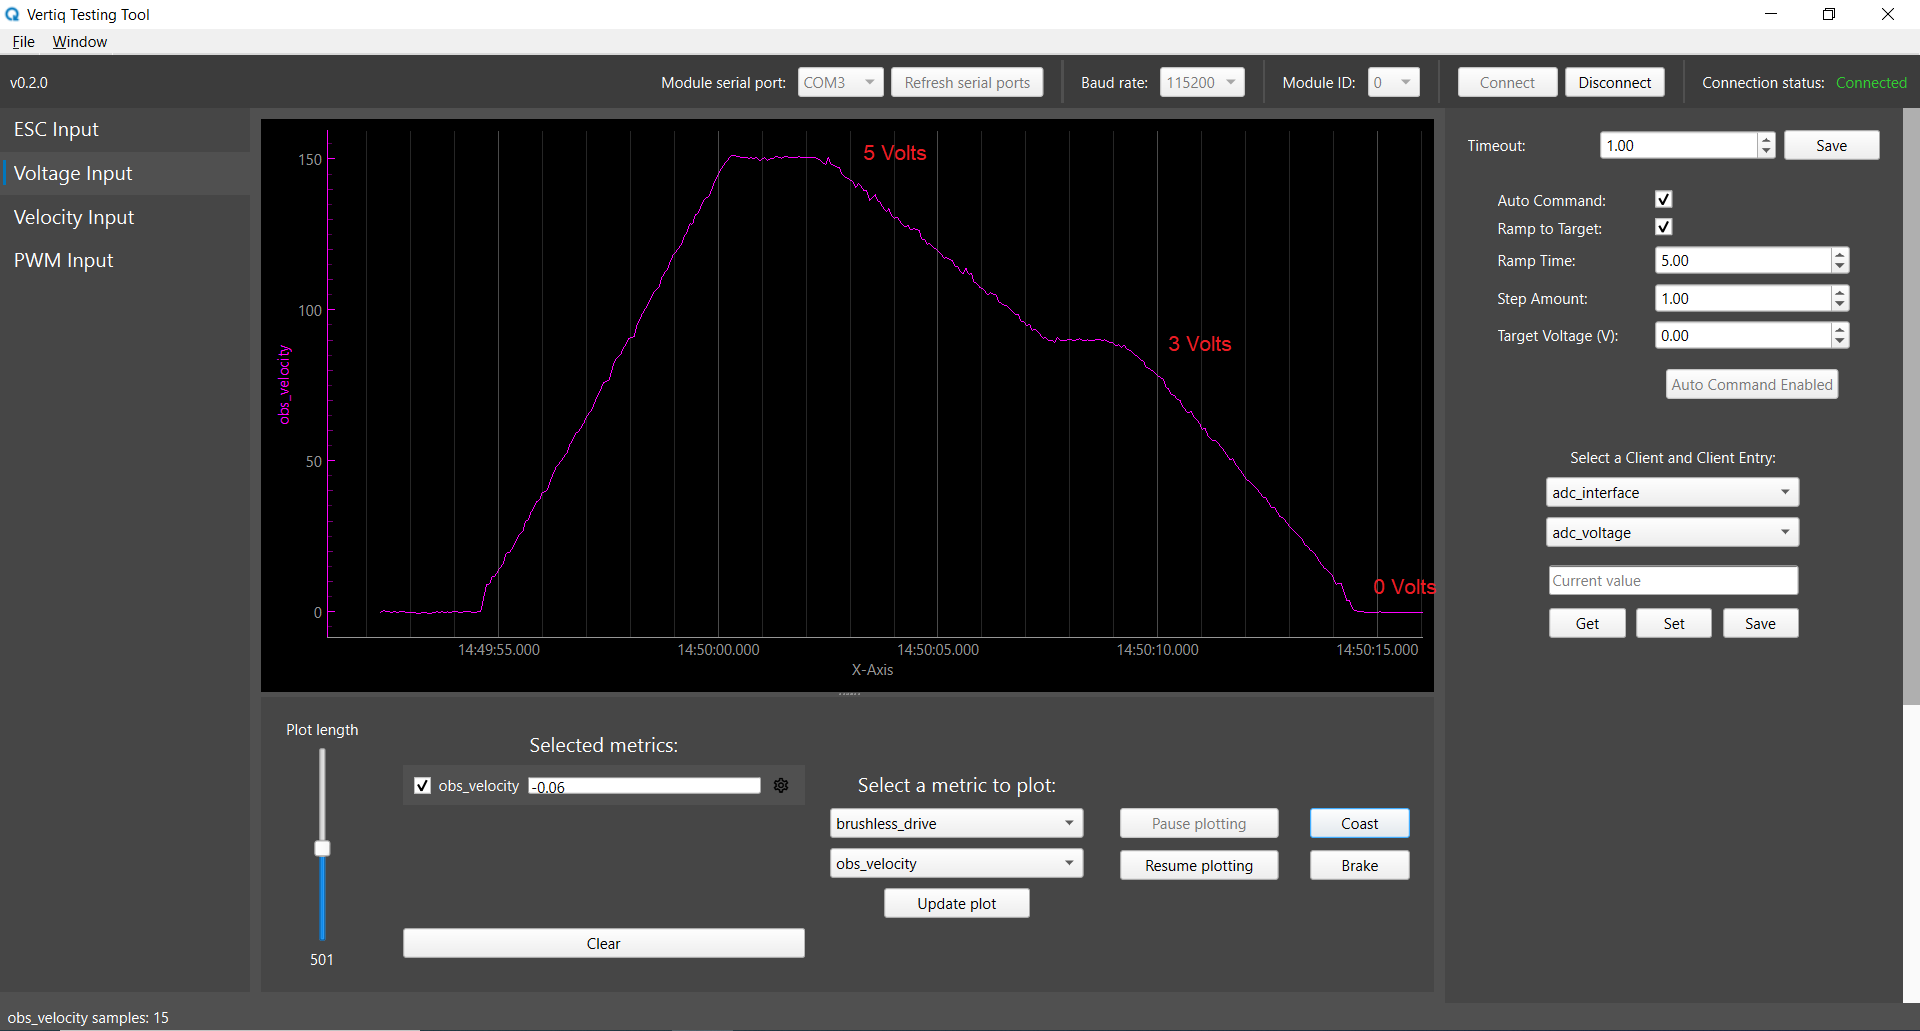 Vertiq Testing Tool
File Window
v0.2.0
Module serial port: COM3 Refresh serial ports Baud rate: 115200 Module ID: 0 Connect Disconnect Connection status: Connected
ESC Input
Voltage Input
Velocity Input
PWM Input
150
100
50
0
obs_velocity
5 Volts
3 Volts
0 Volts
14:49:55.000 14:50:00.000 14:50:05.000 14:50:10.000 14:50:15.000
X-Axis
Timeout: 1.00 Save
Auto Command:
Ramp to Target:
Ramp Time: 5.00
Step Amount: 1.00
Target Voltage (V): 0.00
Auto Command Enabled
Select a Client and Client Entry:
adc_interface
adc_voltage
Current value
Get Set Save
Plot length
501
Selected metrics:
obs_velocity -0.06
Clear
Select a metric to plot:
brushless_drive
obs_velocity
Update plot
Pause plotting Coast
Resume plotting Brake
obs_velocity samples: 15